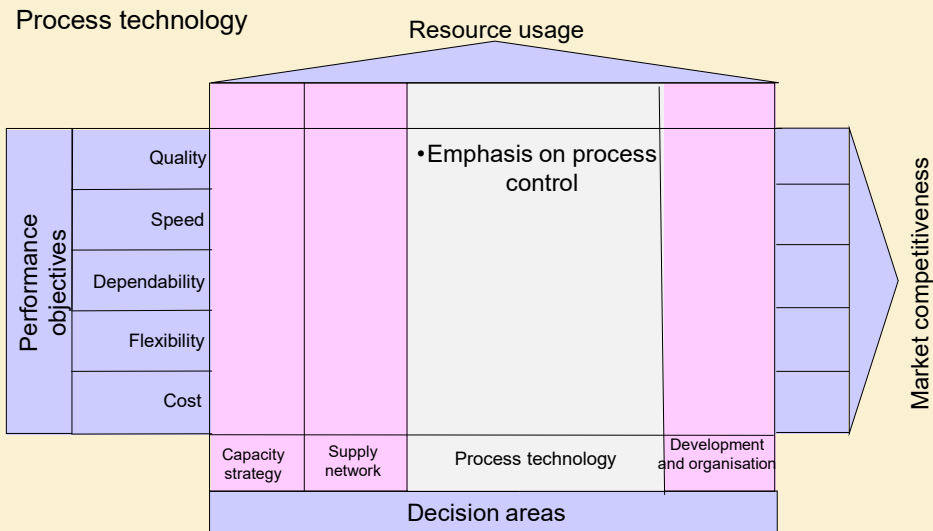 Process technology
Resource usage
Quality
•Emphasis on process
control
Speed
Dependability
Flexibility
Cost
Performance
objectives
Market competitiveness
Capacity
strategy
Supply
network
Process technology
Development
and organisation
Decision areas